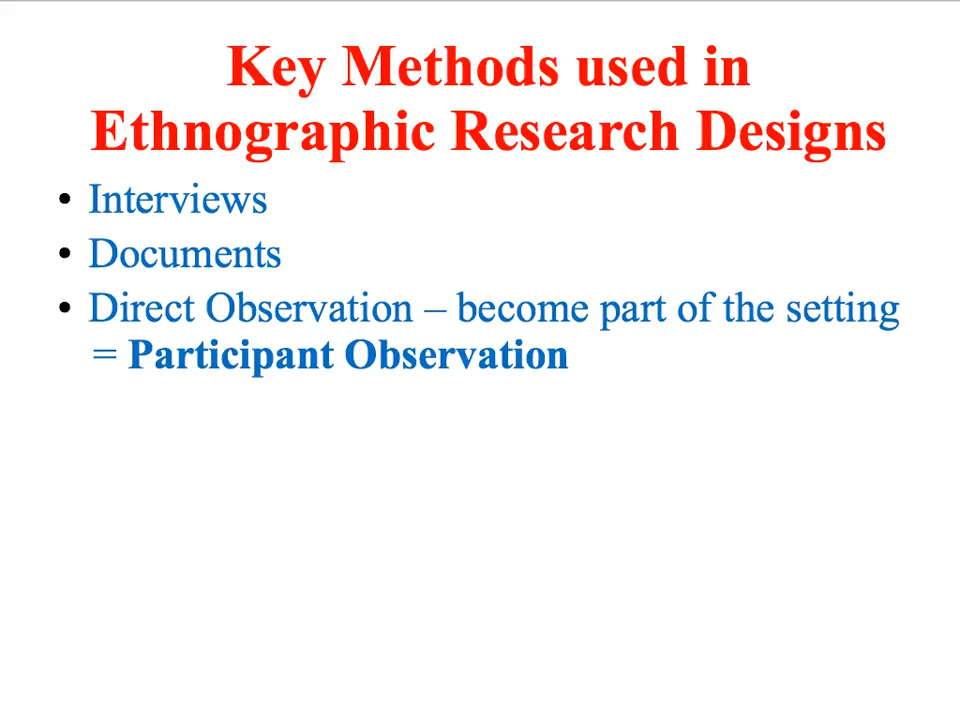 Key Methods used in
Ethnographic Research Designs
• Interviews
• Documents
• Direct Observation – become part of the setting
= Participant Observation